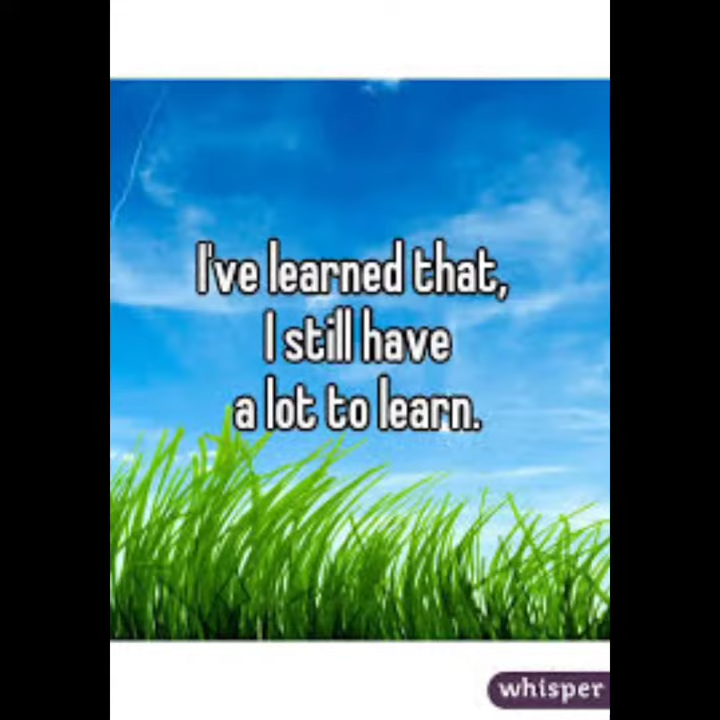 I've learned that,
I still have
a lot to learn.
whisper